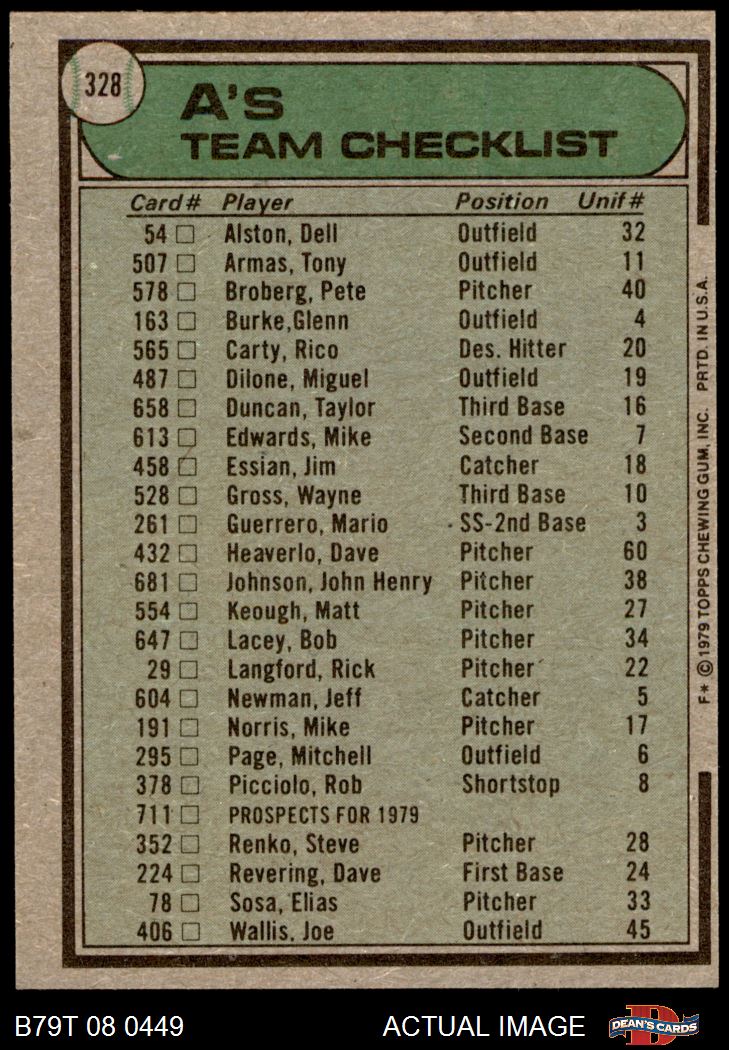 328
A'S
TEAM CHECKLIST
Card# Player Position Unif#
54 Alston, Dell Outfield 32
507 Armas, Tony Outfield 11
578 Broberg, Pete Pitcher 40
163 Burke,Glenn Outfield 4
565 Carty, Rico Des. Hitter 20
487 Dilone, Miguel Outfield 19
658 Duncan, Taylor Third Base 16
613 Edwards, Mike Second Base 7
458 Essian, Jim Catcher 18
528 Gross, Wayne Third Base 10
261 Guerrero, Mario SS-2nd Base 3
432 Heaverlo, Dave Pitcher 60
681 Johnson, John Henry Pitcher 38
554 Keough, Matt Pitcher 27
647 Lacey, Bob Pitcher 34
29 Langford, Rick Pitcher 22
604 Newman, Jeff Catcher 5
191 Norris, Mike Pitcher 17
295 Page, Mitchell Outfield 6
378 Picciolo, Rob Shortstop 8
711 PROSPECTS FOR 1979
352 Renko, Steve Pitcher 28
224 Revering, Dave First Base 24
78 Sosa, Elias Pitcher 33
406 Wallis, Joe Outfield 45
F* © 1979 TOPPS CHEWING GUM, INC. PRTD. IN U.S.A.
B79T 08 0449 ACTUAL IMAGE DEAN'S CARDS